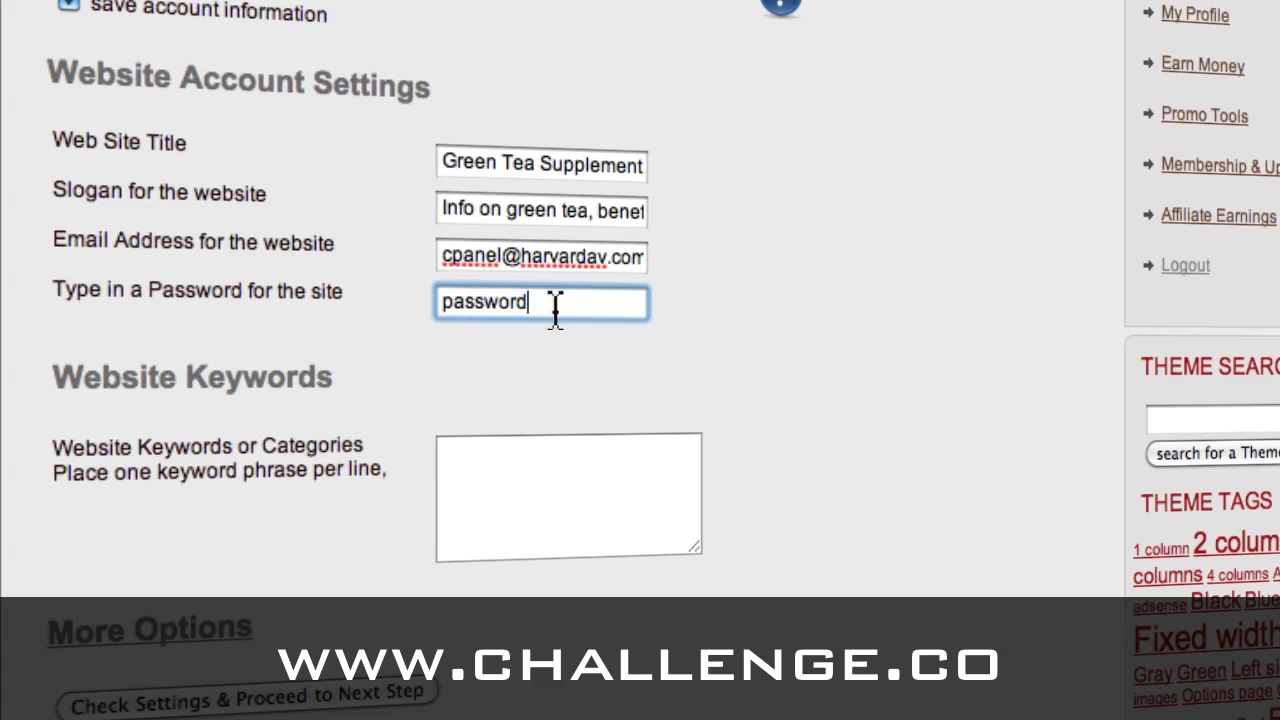 save account information
Website Account Settings
Web Site Title
Green Tea Supplement
Slogan for the website
Info on green tea, benef
Email Address for the website
cpanel@harvardav.com
Type in a Password for the site
password
Website Keywords
Website Keywords or Categories
Place one keyword phrase per line,
More Options
Check Settings & Proceed to Next Step
My Profile
Earn Money
Promo Tools
Membership & Up
Affiliate Earnings
Logout
THEME SEARC
search for a Theme
THEME TAGS
1 column 2 colum
columns 4 columns A
adsense Black Blue
Fixed width
Gray Green Left si
images Options page
WWW.CHALLENGE.CO